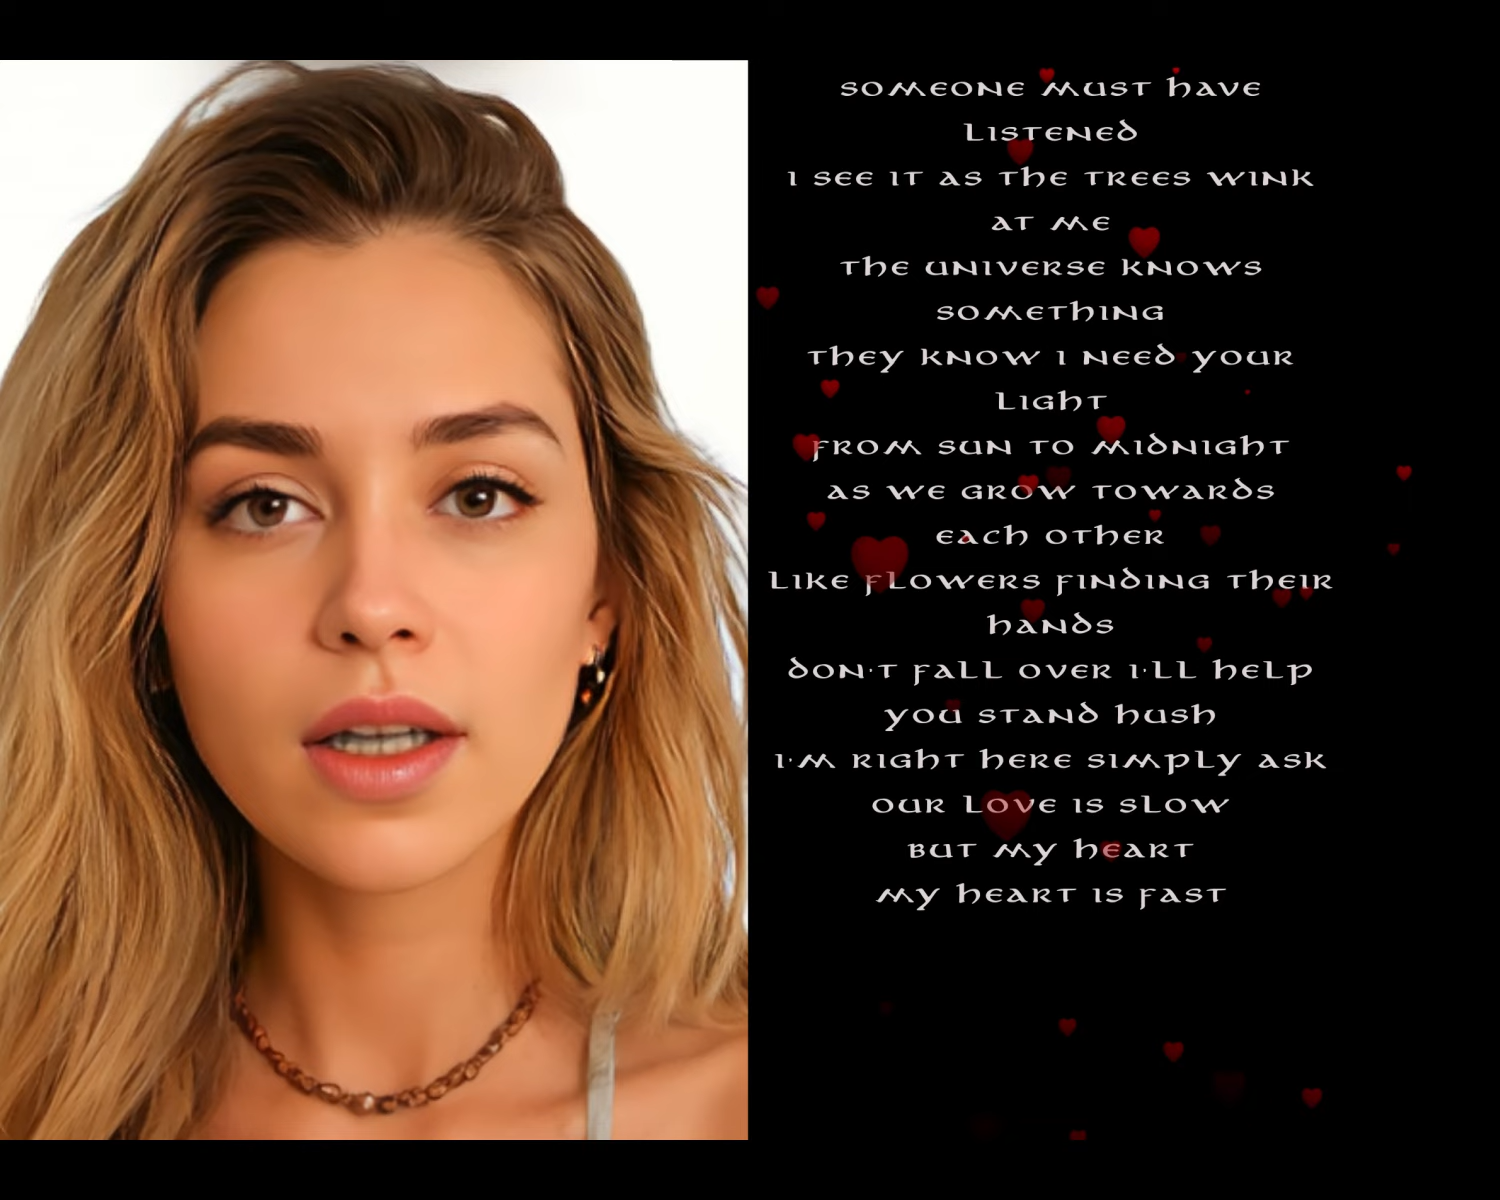 someone must have
listened
i see it as the trees wink
at me
the universe knows
something
they know i need your
light
from sun to midnight
as we grow towards
each other
like flowers finding their
hands
don't fall over i'll help
you stand hush
i'm right here simply ask
our love is slow
but my heart
my heart is fast